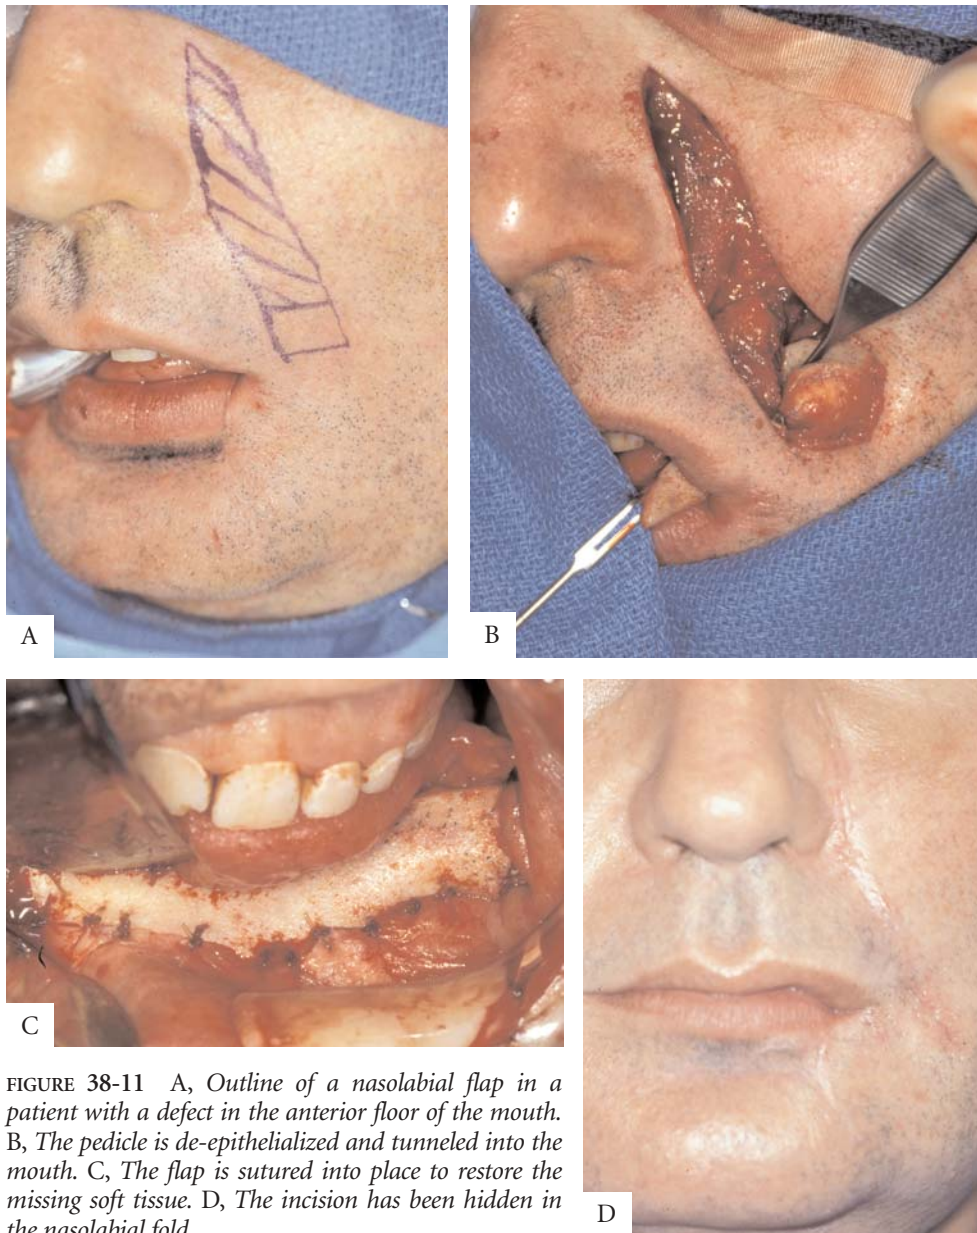 A
B
C
D
FIGURE 38-11 A, Outline of a nasolabial flap in a
patient with a defect in the anterior floor of the mouth.
B, The pedicle is de-epithelialized and tunneled into the
mouth. C, The flap is sutured into place to restore the
missing soft tissue. D, The incision has been hidden in
the nasolabial fold